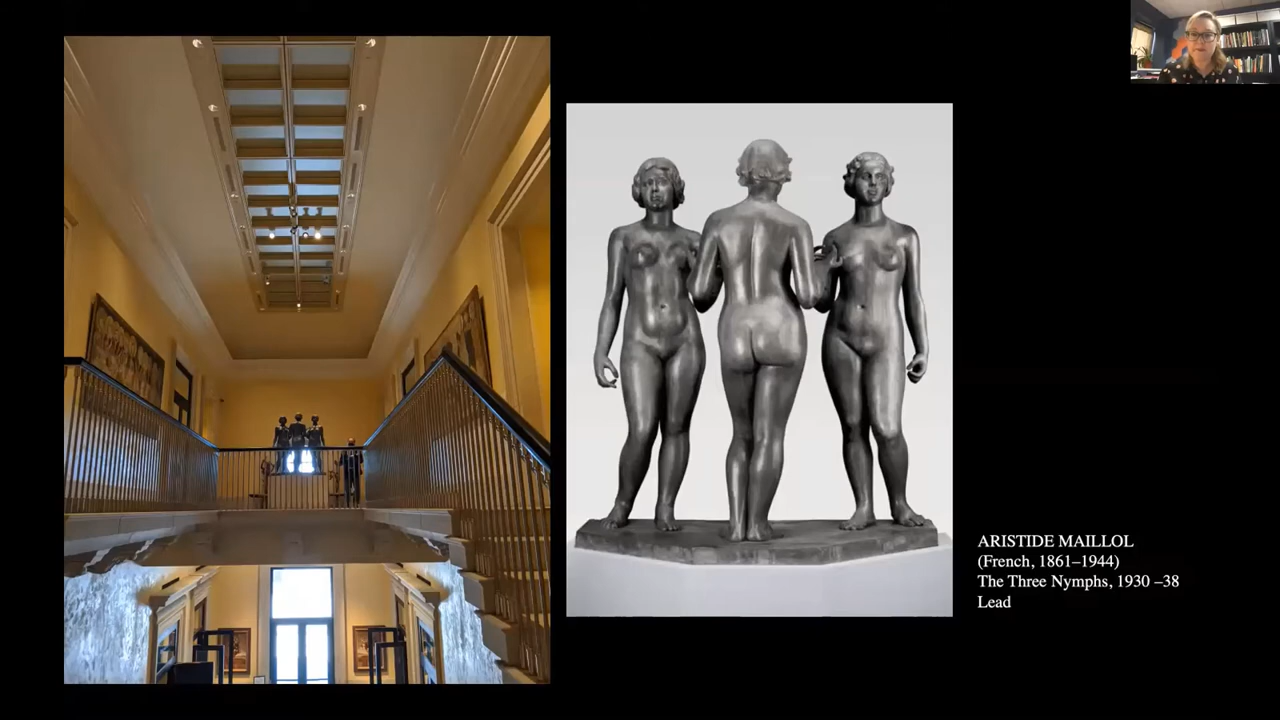 ARISTIDE MAILLOL
(French, 1861–1944)
The Three Nymphs, 1930 –38
Lead